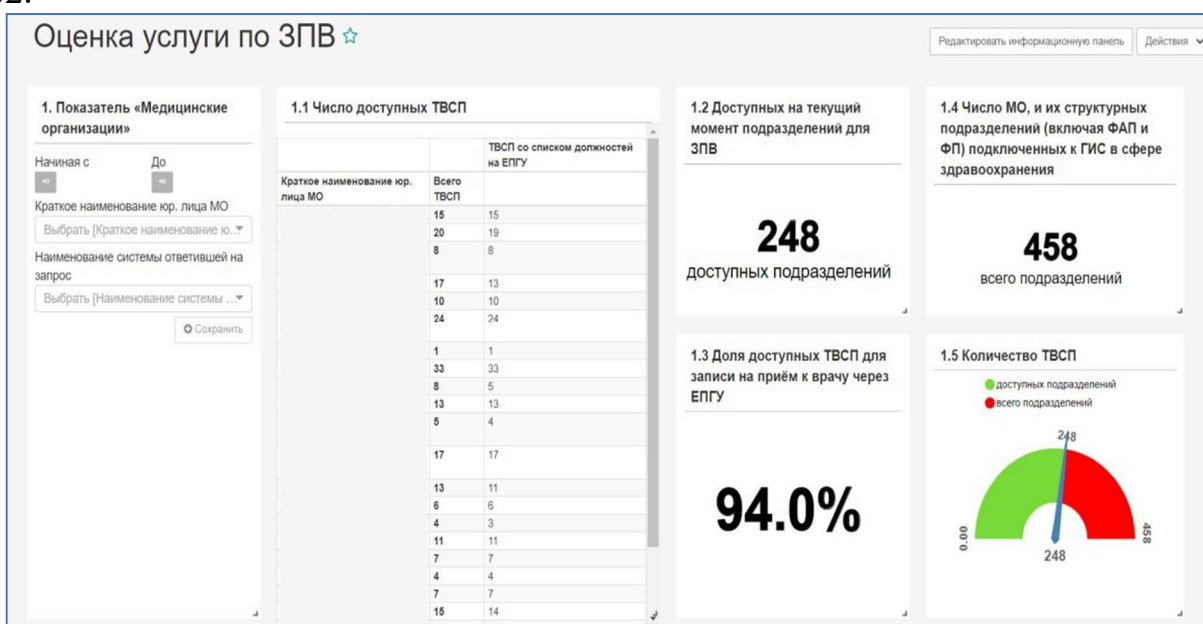 Оценка услуги по ЗПВ
Редактировать информационную панель
Действия
1. Показатель «Медицинские
организации»
Начиная с До
∞ ∞
Краткое наименование юр. лица МО
Выбрать [Краткое наименование ю...
Наименование системы ответившей на
запрос
Выбрать [Наименование системы ...
Сохранить
1.1 Число доступных ТВСП
ТВСП со списком должностей
на ЕПГУ
Краткое наименование юр. Всего
лица МО ТВСП
15 15
20 19
8 8
17 13
10 10
24 24
1 1
33 33
8 5
13 13
5 4
17 17
13 11
6 6
4 3
11 11
7 7
4 4
7 7
15 14
1.2 Доступных на текущий
момент подразделений для
ЗПВ
248
доступных подразделений
1.4 Число МО, и их структурных
подразделений (включая ФАП и
ФП) подключенных к ГИС в сфере
здравоохранения
458
всего подразделений
1.3 Доля доступных ТВСП для
записи на приём к врачу через
ЕПГУ
94.0%
1.5 Количество ТВСП
доступных подразделений
всего подразделений
248
0.00
458
248